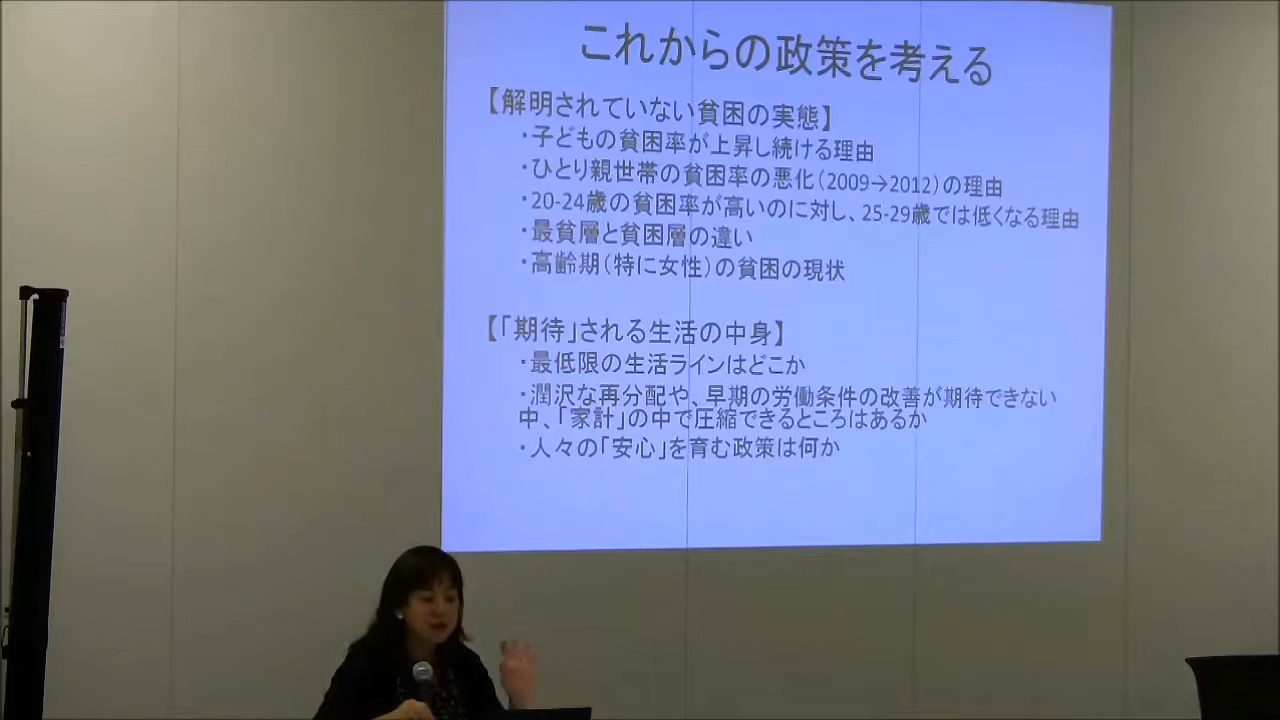 これからの政策を考える
【解明されていない貧困の実態】
・子どもの貧困率が上昇し続ける理由
・ひとり親世帯の貧困率の悪化(2009→2012)の理由
・20-24歳の貧困率が高いのに対し、25-29歳では低くなる理由
・最貧層と貧困層の違い
・高齢期(特に女性)の貧困の現状
【「期待」される生活の中身】
・最低限の生活ラインはどこか
・潤沢な再分配や、早期の労働条件の改善が期待できない
中、「家計」の中で圧縮できるところはあるか
・人々の「安心」を育む政策は何か